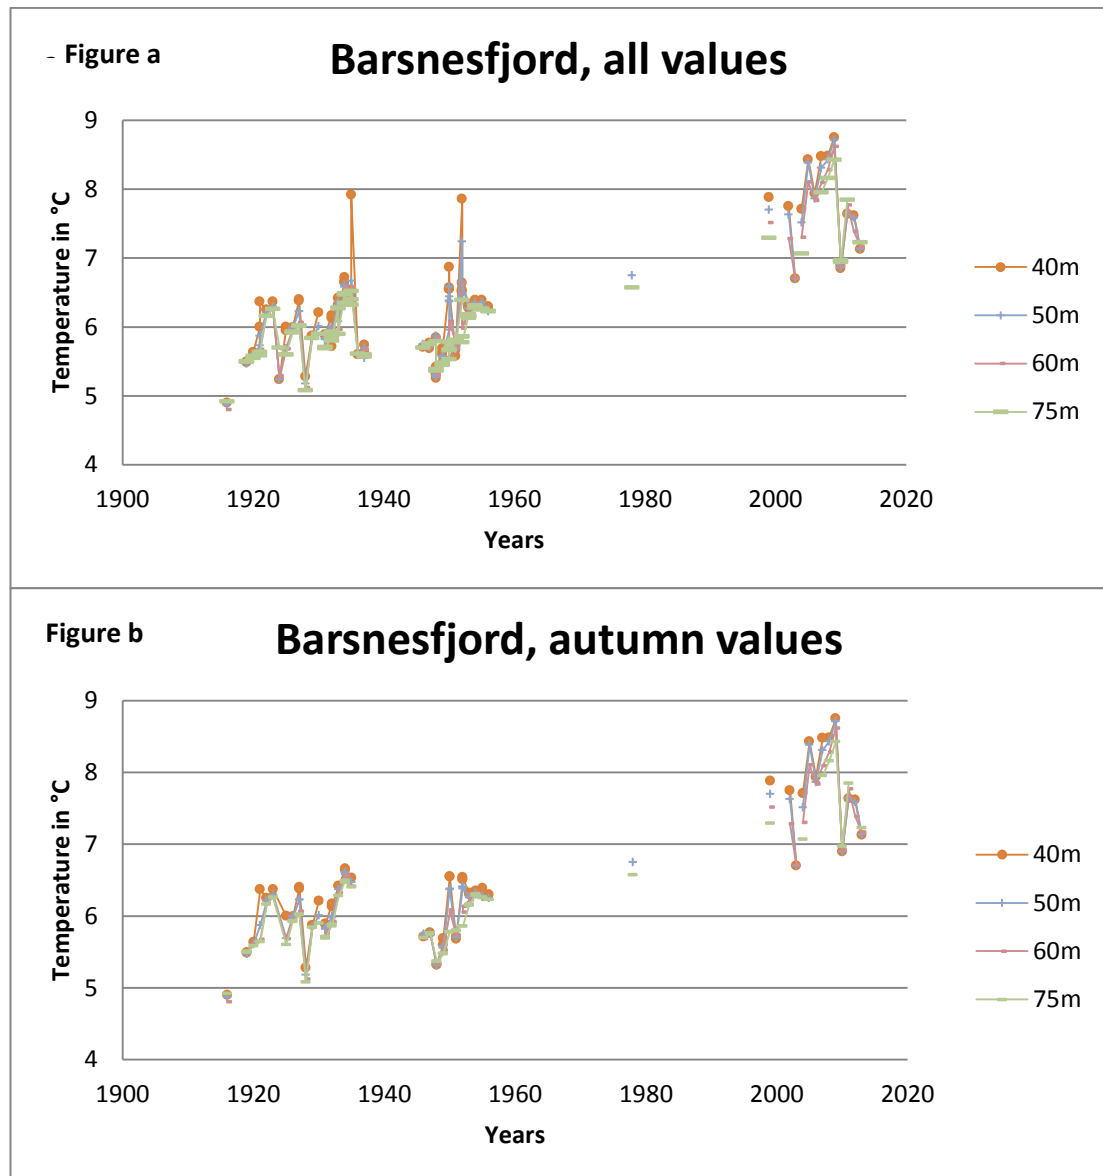 - Figure a
Barsnesfjord, all values
9
8
7
6
5
4
Temperature in °C
1900 1920 1940 1960 1980 2000 2020
Years
40m
50m
60m
75m
Figure b
Barsnesfjord, autumn values
9
8
7
6
5
4
Temperature in °C
1900 1920 1940 1960 1980 2000 2020
Years
40m
50m
60m
75m